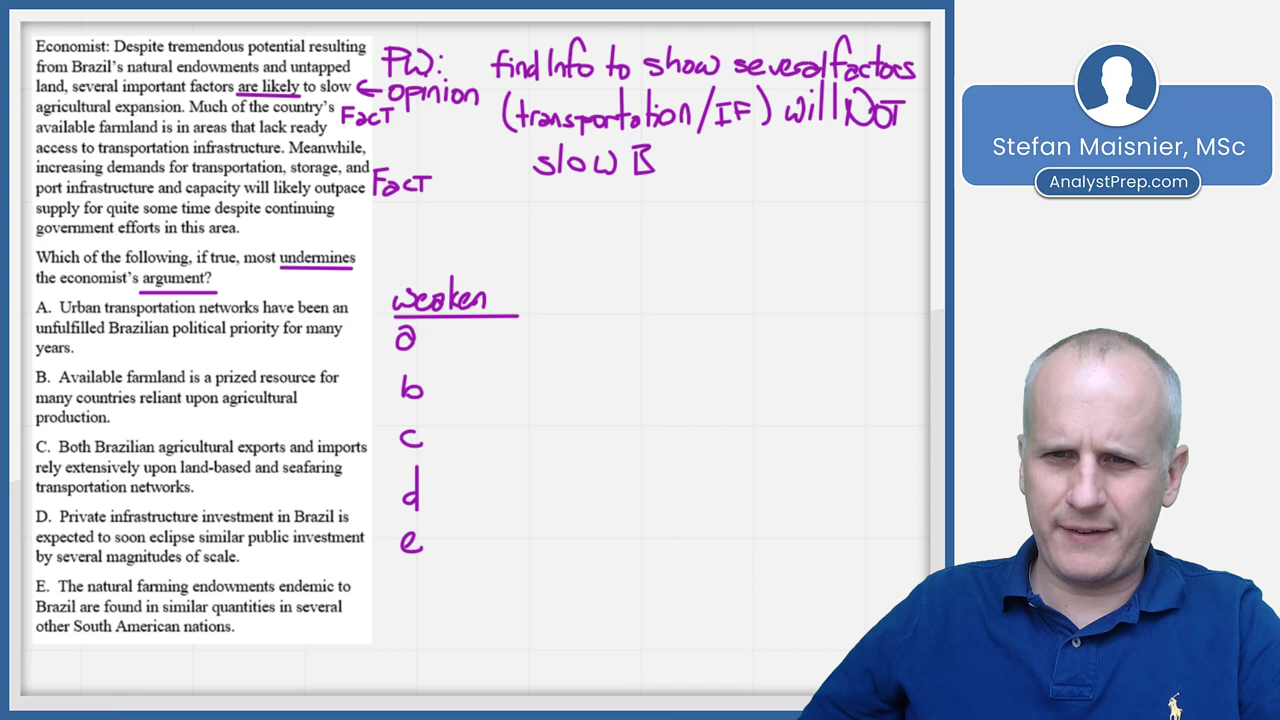 Economist: Despite tremendous potential resulting
from Brazil's natural endowments and untapped
land, several important factors are likely to slow
agricultural expansion. Much of the country's
available farmland is in areas that lack ready
access to transportation infrastructure. Meanwhile,
increasing demands for transportation, storage, and
port infrastructure and capacity will likely outpace
supply for quite some time despite continuing
government efforts in this area.
Which of the following, if true, most undermines
the economist's argument?
A. Urban transportation networks have been an
unfulfilled Brazilian political priority for many
years.
B. Available farmland is a prized resource for
many countries reliant upon agricultural
production.
C. Both Brazilian agricultural exports and imports
rely extensively upon land-based and seafaring
transportation networks.
D. Private infrastructure investment in Brazil is
expected to soon eclipse similar public investment
by several magnitudes of scale.
E. The natural farming endowments endemic to
Brazil are found in similar quantities in several
other South American nations.
PW: find Info to show several factors
opinion (transportation/IF) will NOT
FACT
slow B
FACT
weaken
a
b
c
d
e
Stefan Maisnier, MSc
AnalystPrep.com